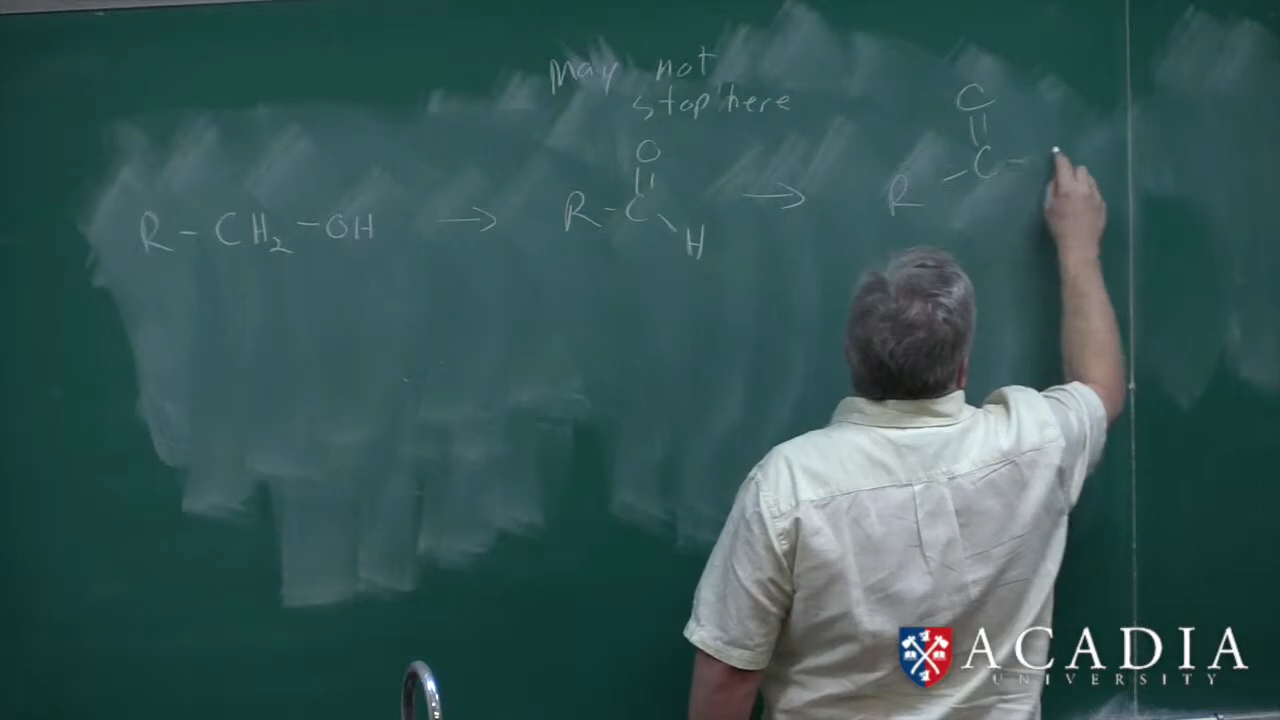 May not
stop here
O
||
R-CH₂-OH → R-C\H → R-C-
C
||
ACADIA
UNIVERSITY